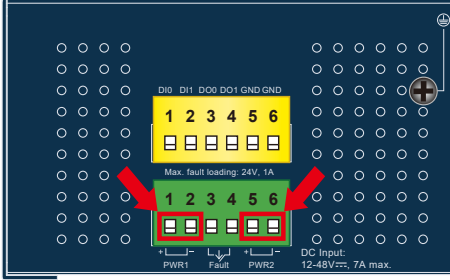 DI0 DI1 DO0 DO1 GND GND
1 2 3 4 5 6
Max. fault loading: 24V, 1A
1 2 3 4 5 6
+ − + −
PWR1 Fault PWR2
DC Input:
12-48V⎓, 7A max.